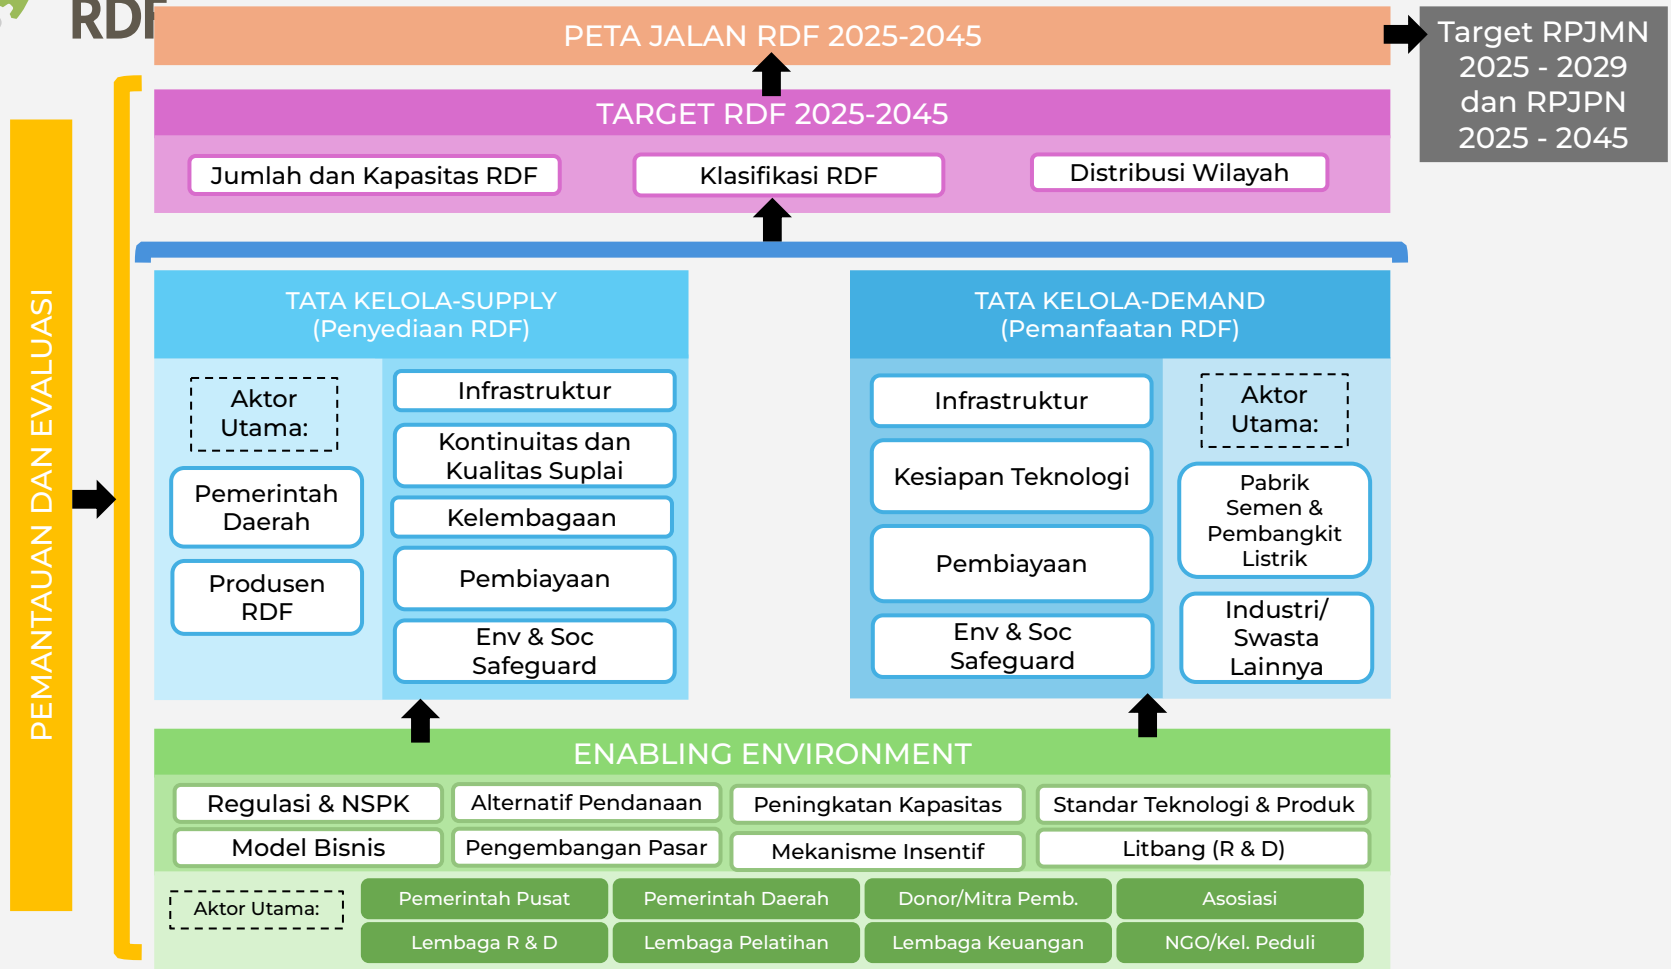 RDF
PETA JALAN RDF 2025-2045
Target RPJMN
2025 - 2029
dan RPJPN
2025 - 2045
TARGET RDF 2025-2045
Jumlah dan Kapasitas RDF
Klasifikasi RDF
Distribusi Wilayah
PEMANTAUAN DAN EVALUASI
TATA KELOLA-SUPPLY
(Penyediaan RDF)
Aktor
Utama:
Pemerintah
Daerah
Produsen
RDF
Infrastruktur
Kontinuitas dan
Kualitas Suplai
Kelembagaan
Pembiayaan
Env & Soc
Safeguard
TATA KELOLA-DEMAND
(Pemanfaatan RDF)
Infrastruktur
Kesiapan Teknologi
Pembiayaan
Env & Soc
Safeguard
Aktor
Utama:
Pabrik
Semen &
Pembangkit
Listrik
Industri/
Swasta
Lainnya
ENABLING ENVIRONMENT
Regulasi & NSPK
Alternatif Pendanaan
Peningkatan Kapasitas
Standar Teknologi & Produk
Model Bisnis
Pengembangan Pasar
Mekanisme Insentif
Litbang (R & D)
Aktor Utama:
Pemerintah Pusat
Pemerintah Daerah
Donor/Mitra Pemb.
Asosiasi
Lembaga R & D
Lembaga Pelatihan
Lembaga Keuangan
NGO/Kel. Peduli